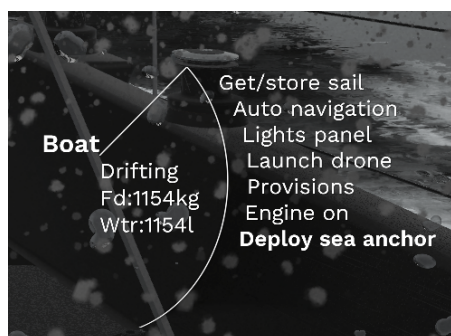 Boat
Drifting
Fd:1154kg
Wtr:1154l
Get/store sail
Auto navigation
Lights panel
Launch drone
Provisions
Engine on
Deploy sea anchor